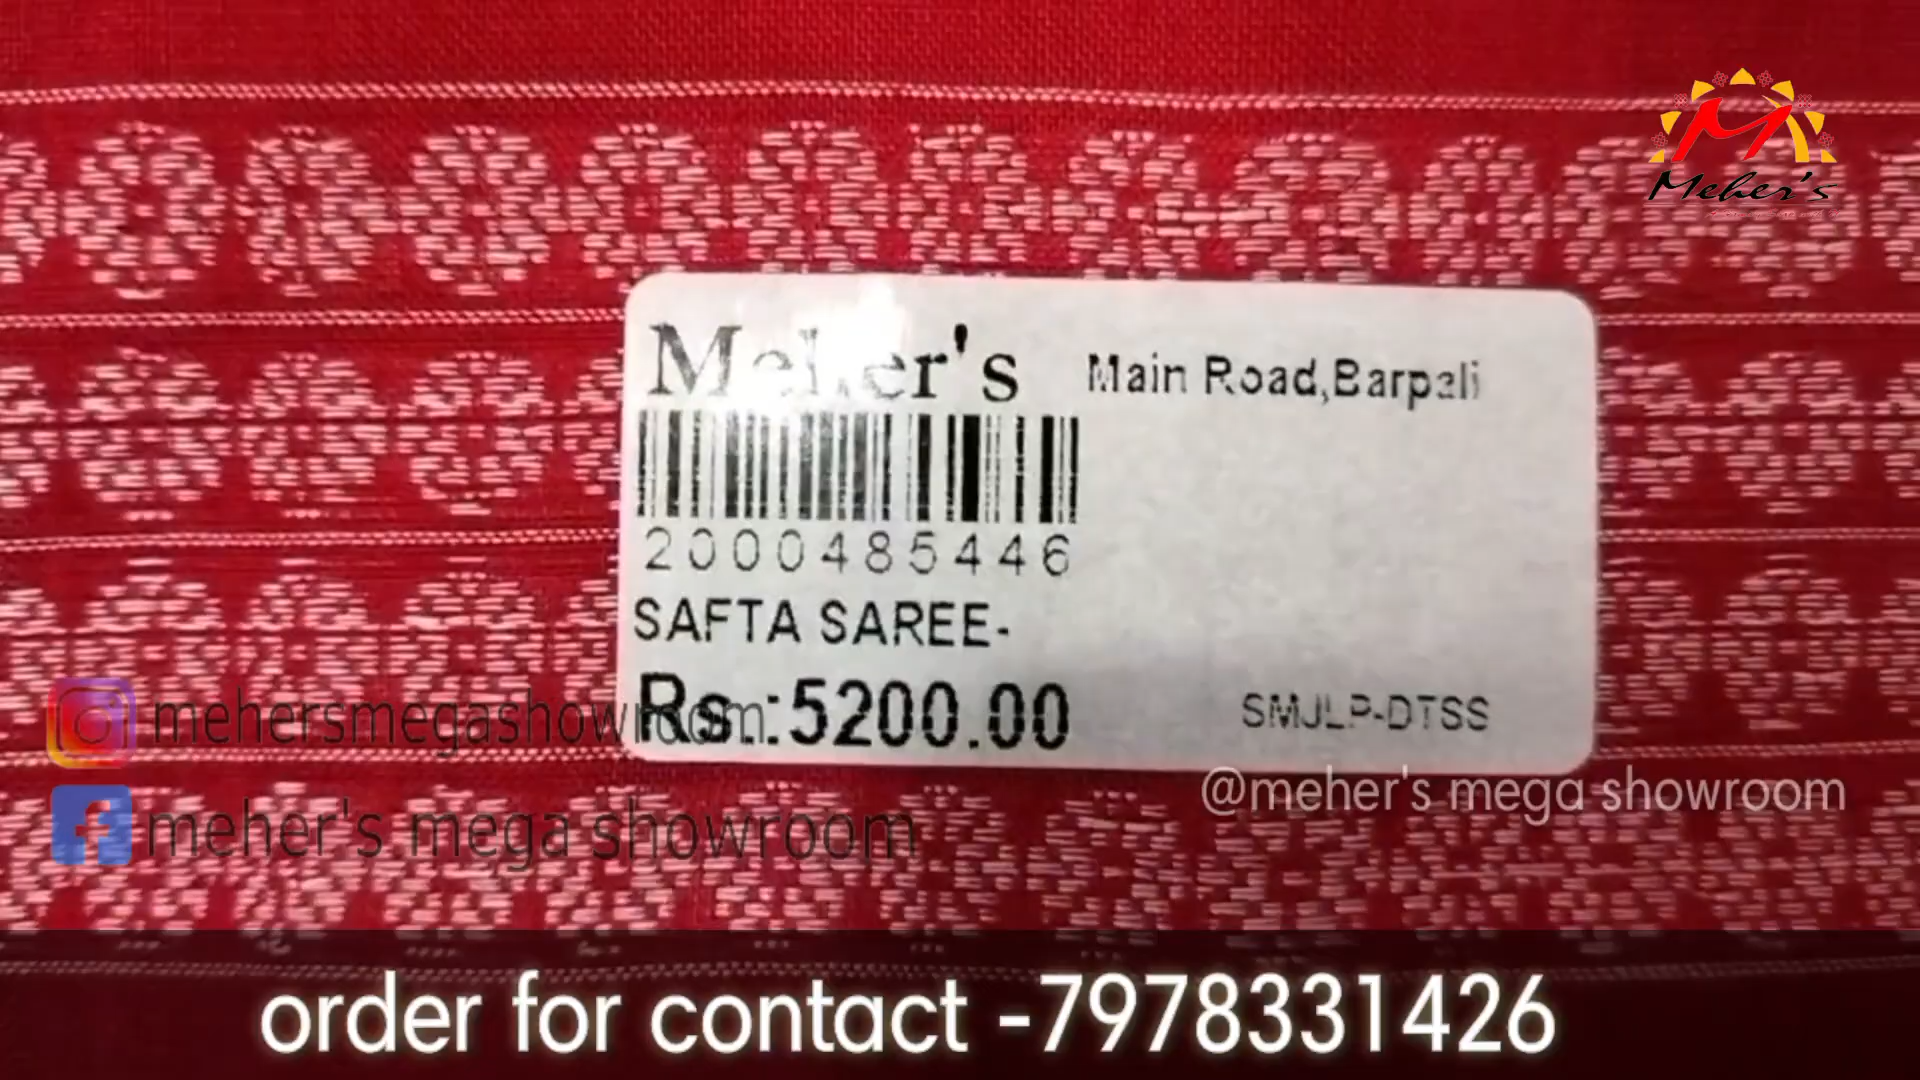 Meher's
Meher's Main Road,Barpali
2000485446
SAFTA SAREE-
Rs.:5200.00 SMJLP-DTSS
mehersmegashowroom
@meher's mega showroom
meher's mega showroom
order for contact -7978331426